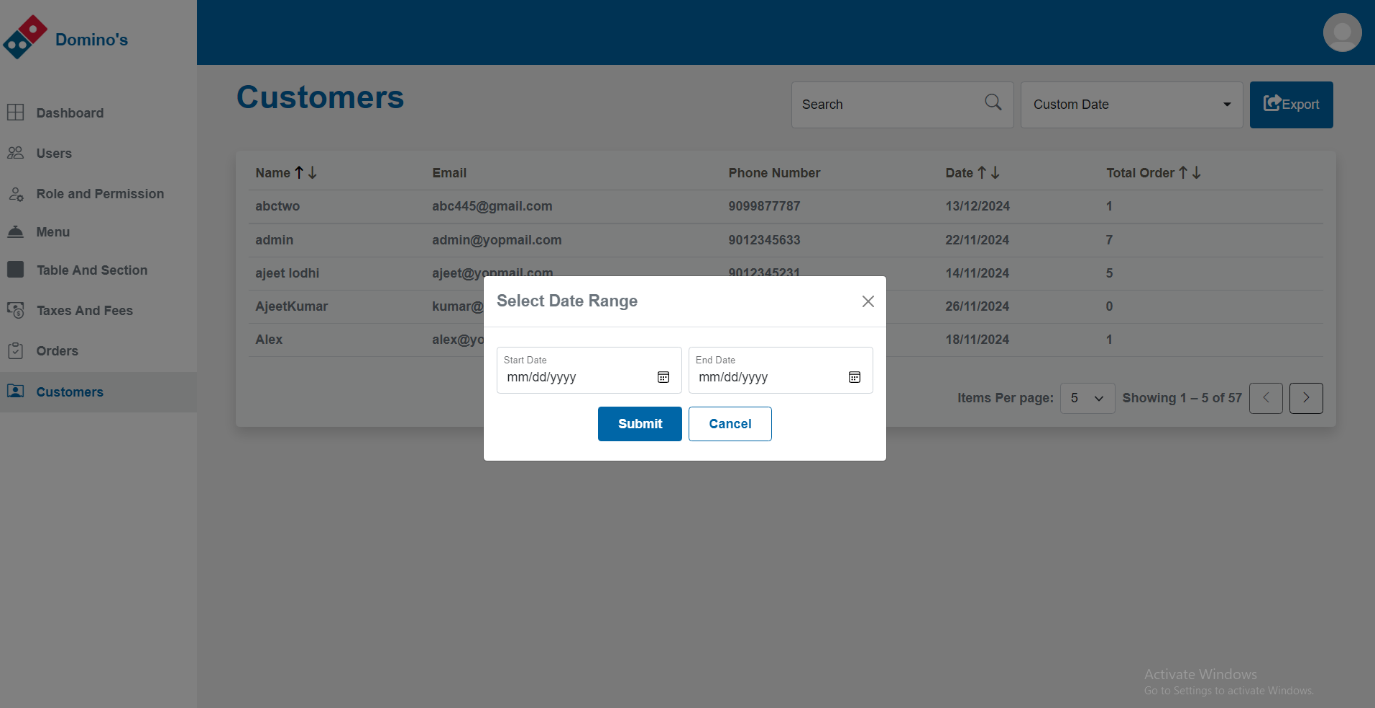 Domino's
Dashboard
Users
Role and Permission
Menu
Table And Section
Taxes And Fees
Orders
Customers
Customers
Search
Custom Date
Export
Name Email Phone Number Date Total Order
abctwo abc445@gmail.com 9099877787 13/12/2024 1
admin admin@yopmail.com 9012345633 22/11/2024 7
ajeet lodhi ajeet@yopmail.com 9012345231 14/11/2024 5
AjeetKumar kumar@ 26/11/2024 0
Alex alex@yo 18/11/2024 1
Items Per page: 5 Showing 1 – 5 of 57
Select Date Range
Start Date End Date
mm/dd/yyyy mm/dd/yyyy
Submit Cancel
Activate Windows
Go to Settings to activate Windows.